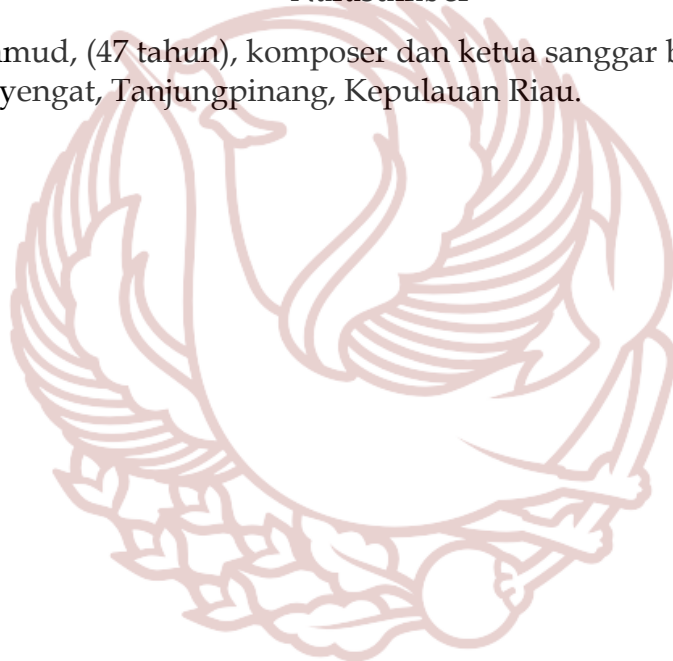 mud, (47 tahun), komposer dan ketua sanggar b
yengat, Tanjungpinang, Kepulauan Riau.